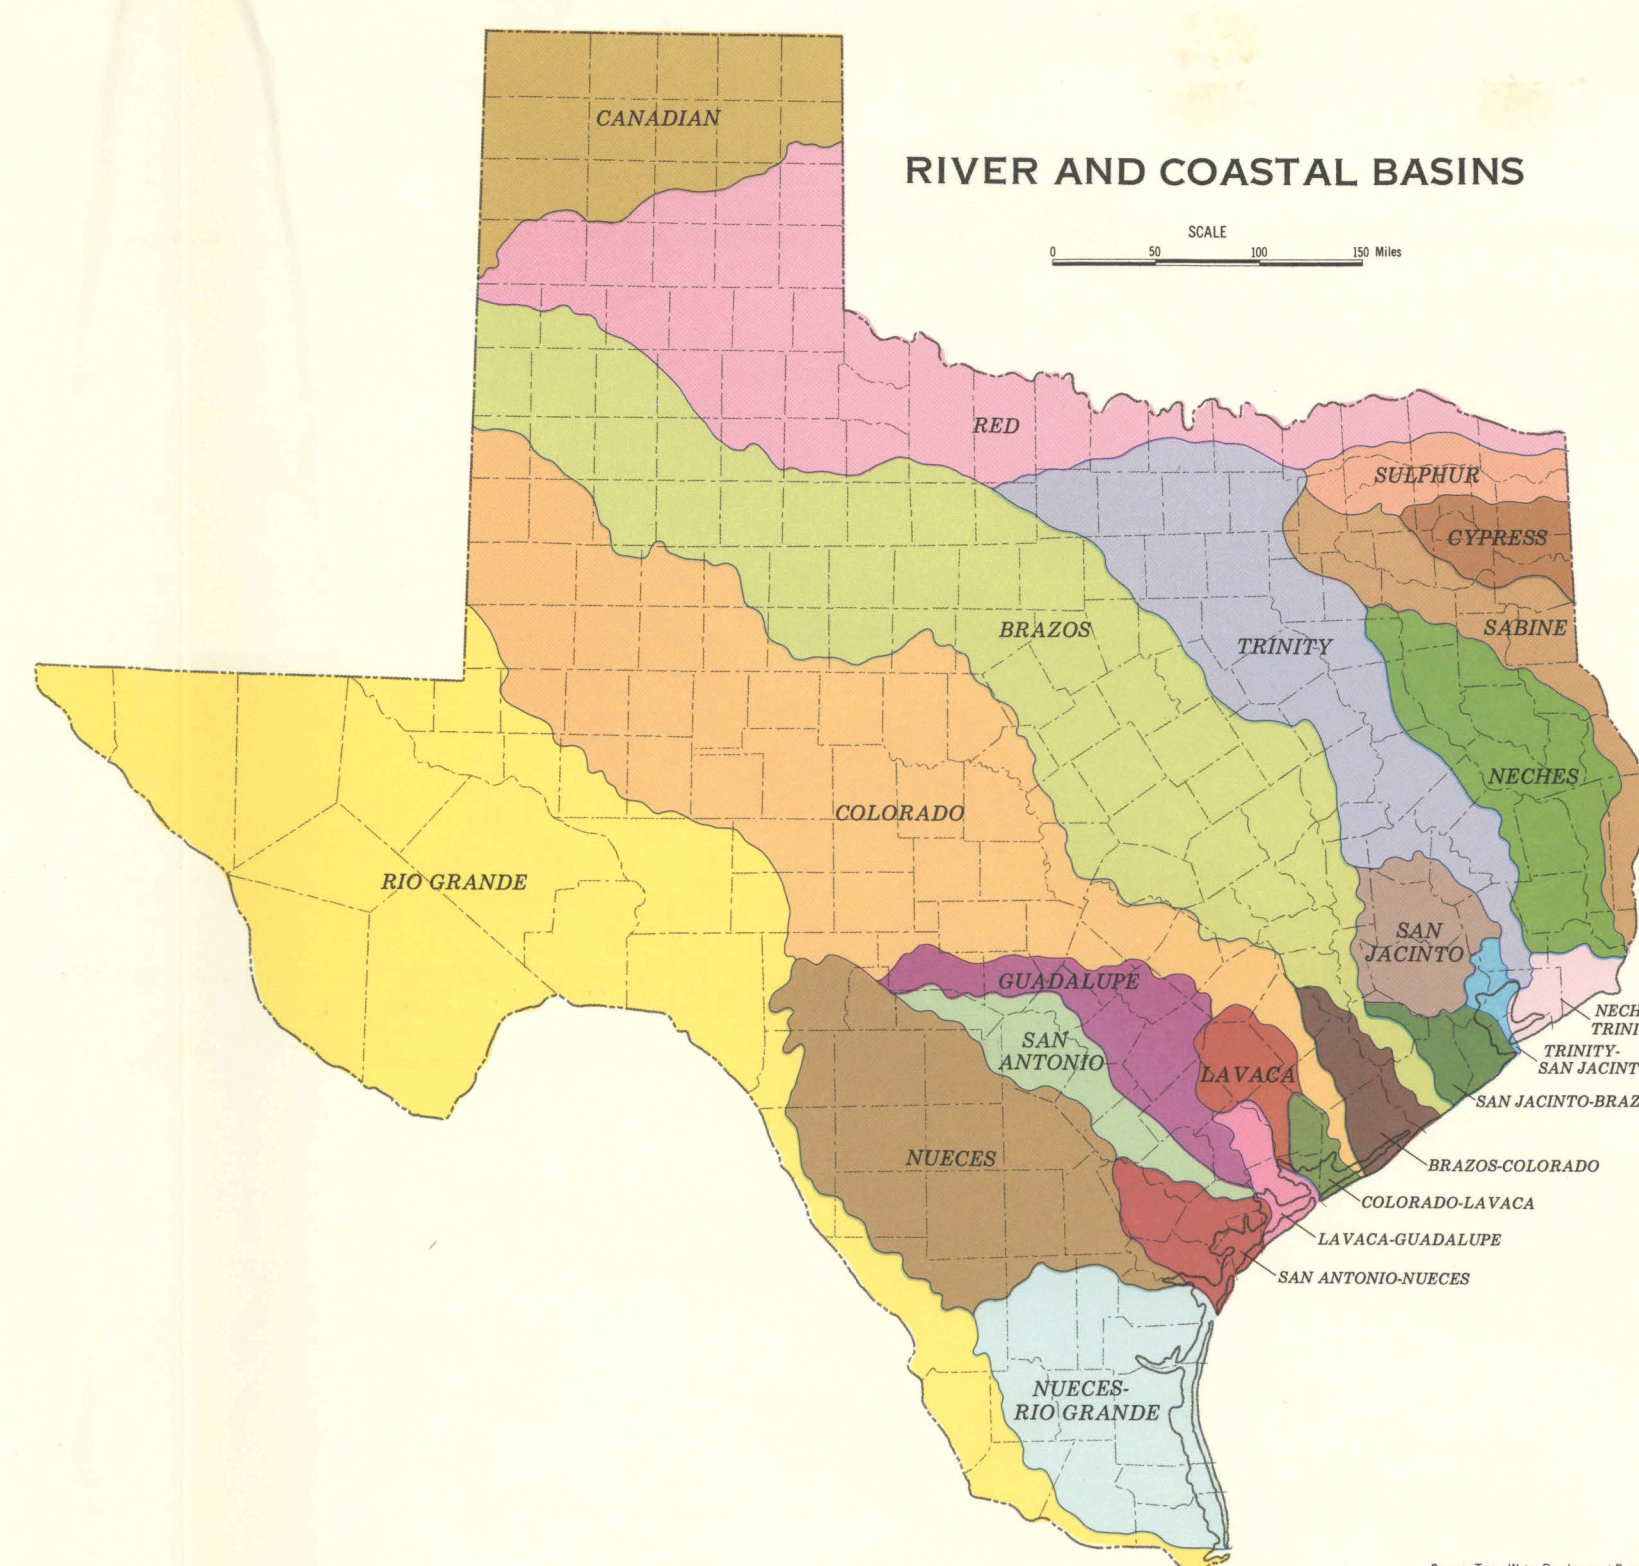 CANADIAN
RIVER AND COASTAL BASINS
SCALE
0 50 100 150 Miles
RED
SULPHUR
CYPRESS
BRAZOS
TRINITY
SABINE
NECHES
COLORADO
RIO GRANDE
SAN
JACINTO
GUADALUPE
NECH
TRINI
SAN
ANTONIO
LAVACA
TRINITY-
SAN JACINT
SAN JACINTO-BRAZ
NUECES
BRAZOS-COLORADO
COLORADO-LAVACA
LAVACA-GUADALUPE
SAN ANTONIO-NUECES
NUECES-
RIO GRANDE